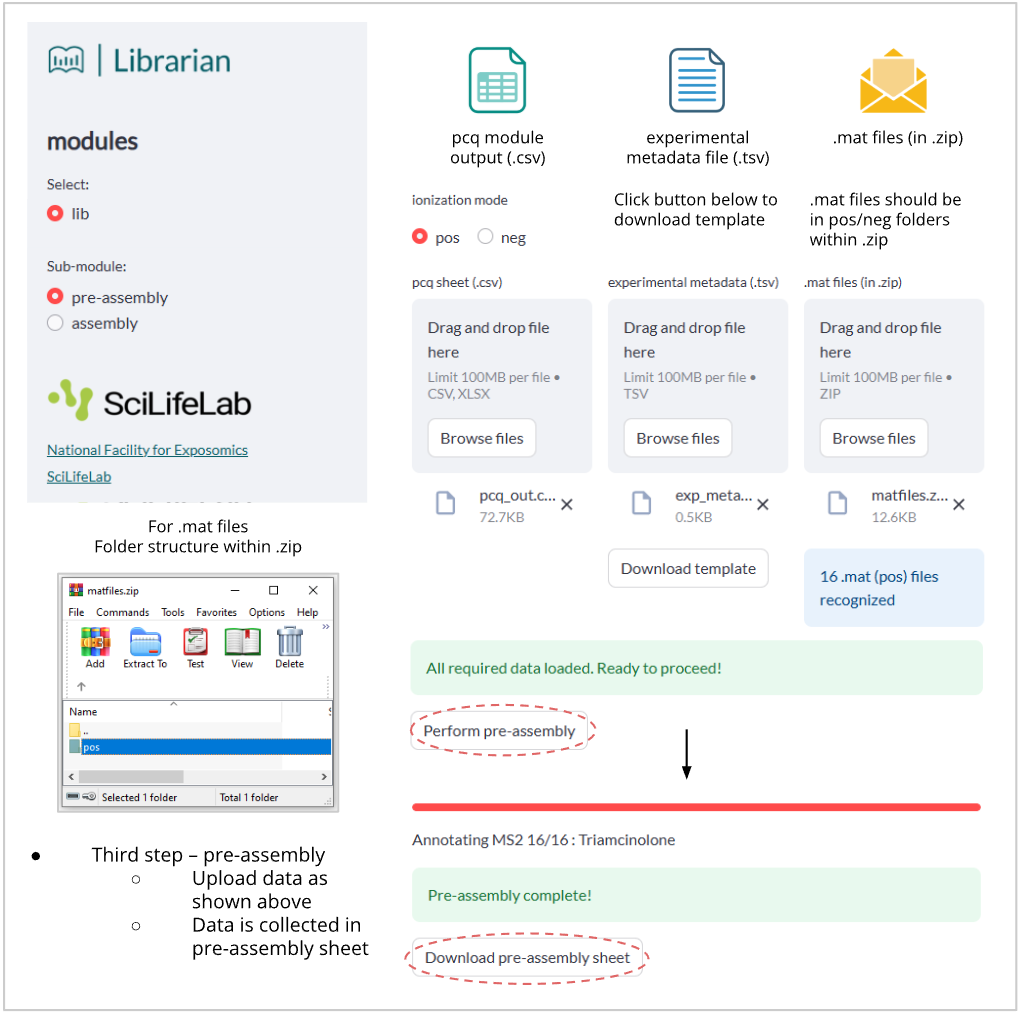 | Librarian
modules
Select:
lib
Sub-module:
pre-assembly
assembly
SciLifeLab
National Facility for Exposomics
SciLifeLab
For .mat files
Folder structure within .zip
matfiles.zip
File Commands Tools Favorites Options Help
Add Extract To Test View Delete
»
Name
..
pos
Selected 1 folder
Total 1 folder
● Third step – pre-assembly
○ Upload data as
shown above
○ Data is collected in
pre-assembly sheet
pcq module
output (.csv)
experimental
metadata file (.tsv)
.mat files (in .zip)
ionization mode
pos neg
Click button below to
download template
.mat files should be
in pos/neg folders
within .zip
pcq sheet (.csv)
Drag and drop file
here
Limit 100MB per file •
CSV, XLSX
Browse files
pcq_out.c...
72.7KB
experimental metadata (.tsv)
Drag and drop file
here
Limit 100MB per file •
TSV
Browse files
exp_meta...
0.5KB
Download template
.mat files (in .zip)
Drag and drop file
here
Limit 100MB per file •
ZIP
Browse files
matfiles.z...
12.6KB
16 .mat (pos) files
recognized
All required data loaded. Ready to proceed!
Perform pre-assembly
Annotating MS2 16/16 : Triamcinolone
Pre-assembly complete!
Download pre-assembly sheet